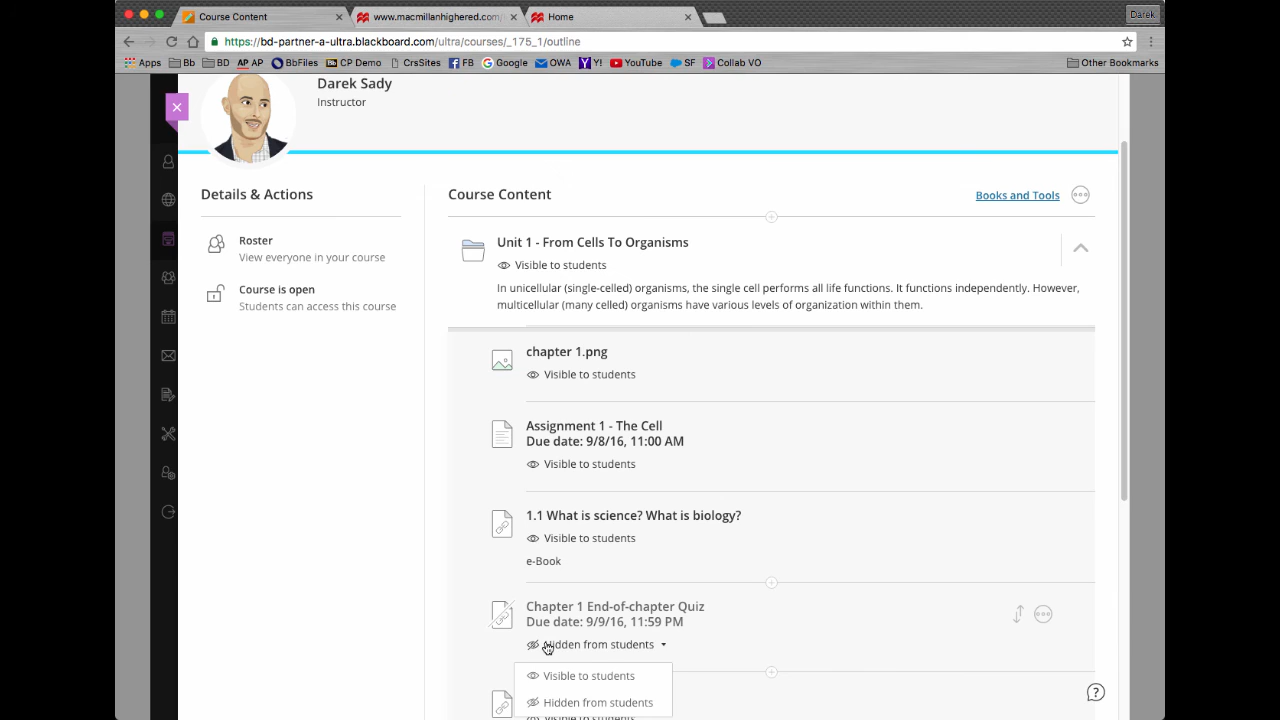 Course Content
www.macmillanhighered.com/
Home
Darek
https://bd-partner-a-ultra.blackboard.com/ultra/courses/_175_1/outline
Apps Bb BD AP AP BbFiles CP Demo CrsSites FB Google OWA Y! YouTube SF Collab VO Other Bookmarks
Darek Sady
Instructor
Details & Actions
Roster
View everyone in your course
Course is open
Students can access this course
Course Content
Books and Tools
Unit 1 - From Cells To Organisms
Visible to students
In unicellular (single-celled) organisms, the single cell performs all life functions. It functions independently. However,
multicellular (many celled) organisms have various levels of organization within them.
chapter 1.png
Visible to students
Assignment 1 - The Cell
Due date: 9/8/16, 11:00 AM
Visible to students
1.1 What is science? What is biology?
Visible to students
e-Book
Chapter 1 End-of-chapter Quiz
Due date: 9/9/16, 11:59 PM
Hidden from students
Visible to students
Hidden from students
Visible to students
?